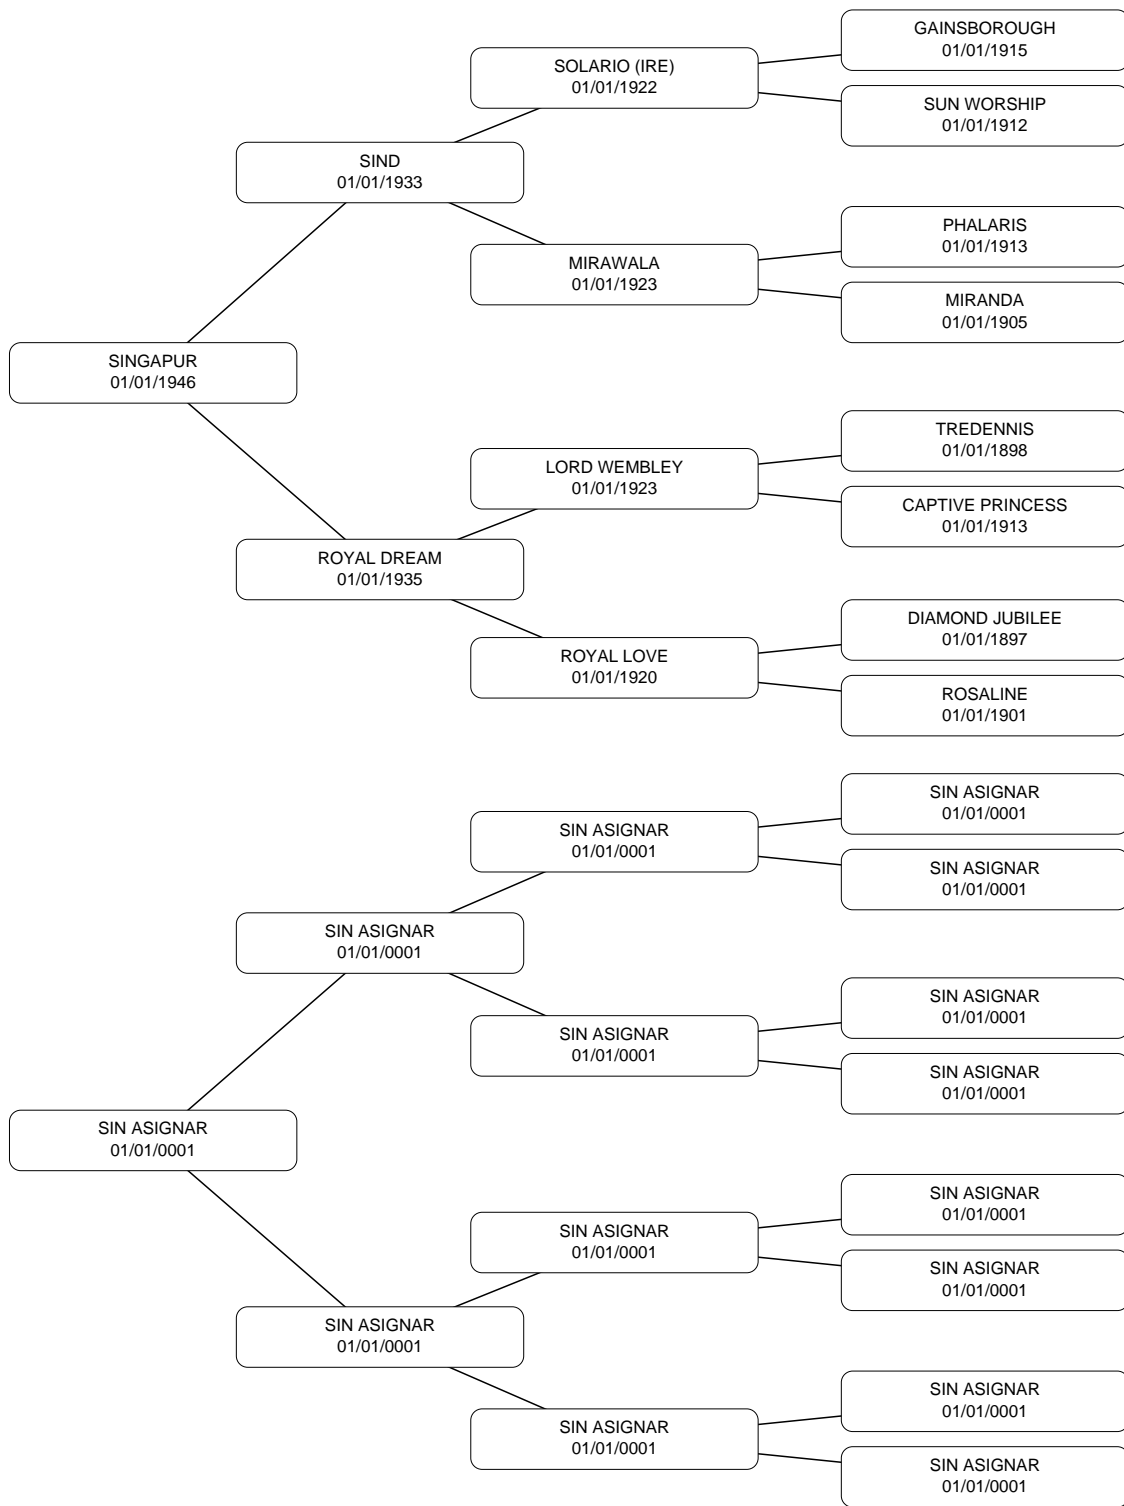 GAINSBOROUGH
01/01/1915
SOLARIO (IRE)
01/01/1922
SUN WORSHIP
01/01/1912
SIND
01/01/1933
PHALARIS
01/01/1913
MIRAWALA
01/01/1923
MIRANDA
01/01/1905
SINGAPUR
01/01/1946
TREDENNIS
01/01/1898
LORD WEMBLEY
01/01/1923
CAPTIVE PRINCESS
01/01/1913
ROYAL DREAM
01/01/1935
DIAMOND JUBILEE
01/01/1897
ROYAL LOVE
01/01/1920
ROSALINE
01/01/1901
SIN ASIGNAR
01/01/0001
SIN ASIGNAR
01/01/0001
SIN ASIGNAR
01/01/0001
SIN ASIGNAR
01/01/0001
SIN ASIGNAR
01/01/0001
SIN ASIGNAR
01/01/0001
SIN ASIGNAR
01/01/0001
SIN ASIGNAR
01/01/0001
SIN ASIGNAR
01/01/0001
SIN ASIGNAR
01/01/0001
SIN ASIGNAR
01/01/0001
SIN ASIGNAR
01/01/0001
SIN ASIGNAR
01/01/0001
SIN ASIGNAR
01/01/0001
SIN ASIGNAR
01/01/0001